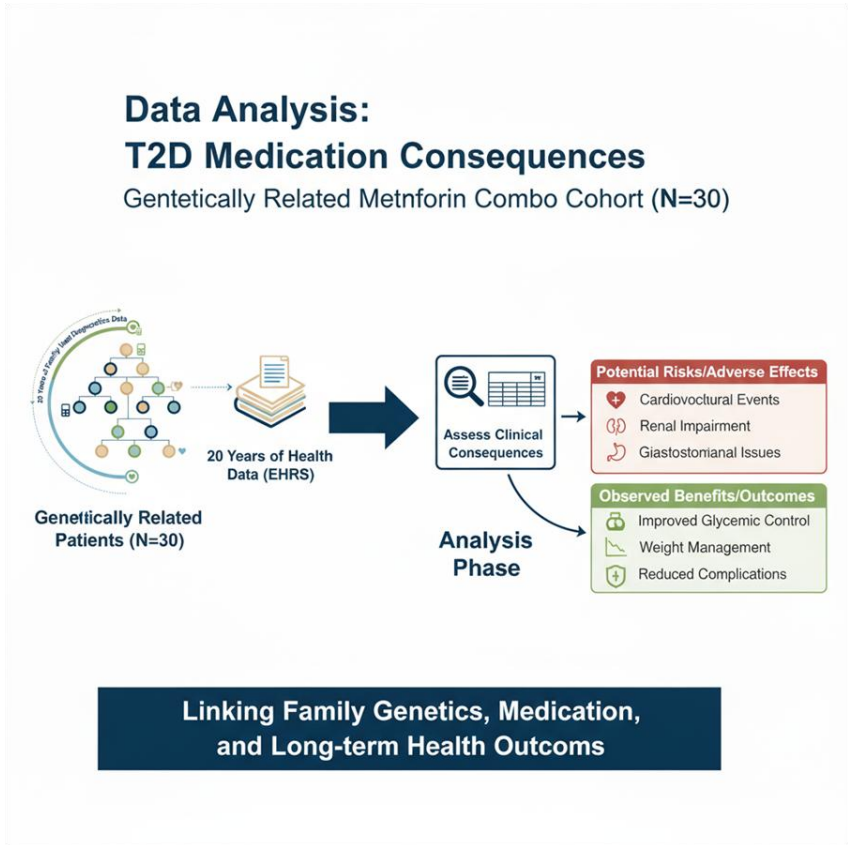 Data Analysis:
T2D Medication Consequences
Gentetically Related Metnforin Combo Cohort (N=30)
20 Years of Health
Data (EHRS)
Genetically Related
Patients (N=30)
Assess Clinical
Consequences
Analysis
Phase
Potential Risks/Adverse Effects
Cardiovoctural Events
Renal Impairment
Giastostomianal Issues
Observed Benefits/Outcomes
Improved Glycemic Control
Weight Management
Reduced Complications
Linking Family Genetics, Medication,
and Long-term Health Outcoms